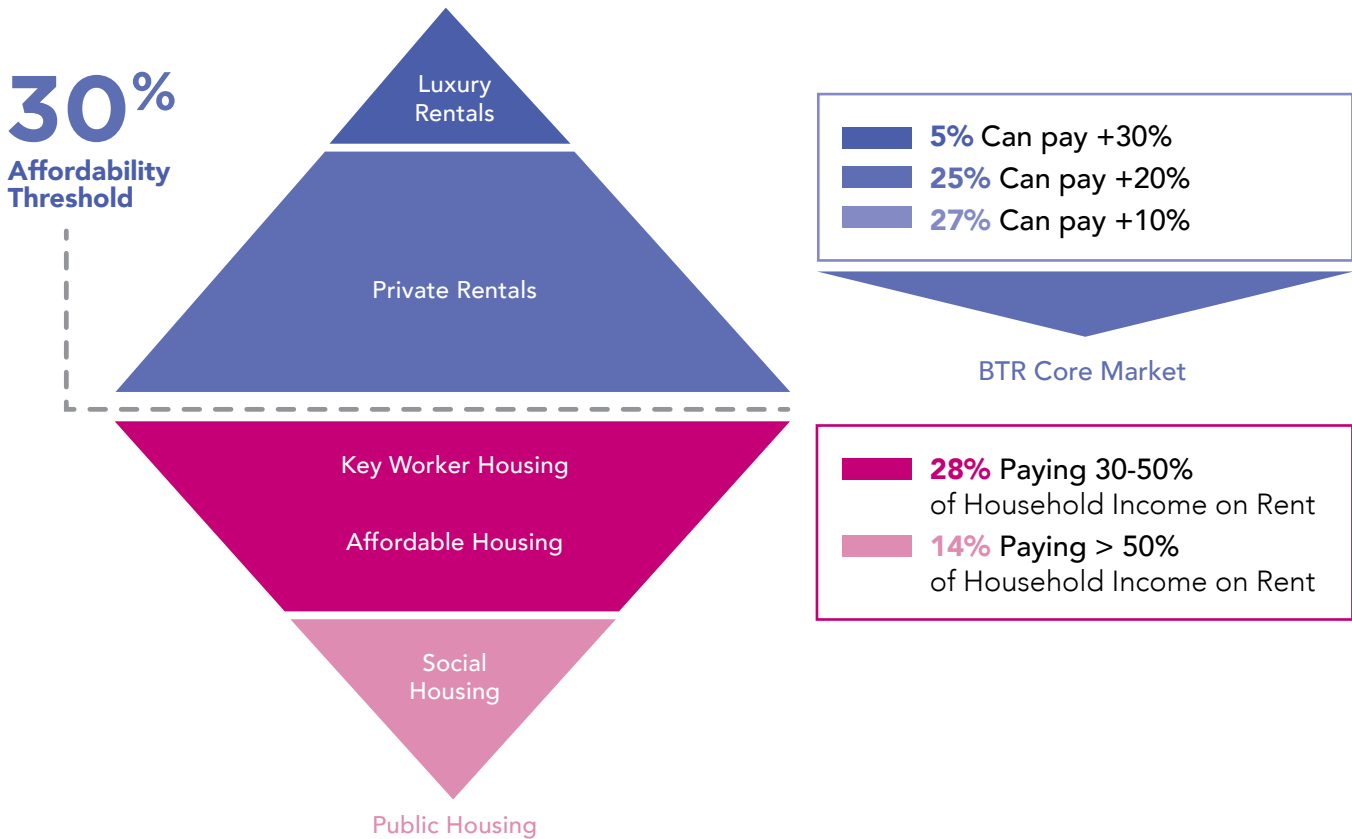 30%
Affordability
Threshold
Luxury
Rentals
Private Rentals
Key Worker Housing
Affordable Housing
Social
Housing
Public Housing
5% Can pay +30%
25% Can pay +20%
27% Can pay +10%
BTR Core Market
28% Paying 30-50%
of Household Income on Rent
14% Paying > 50%
of Household Income on Rent